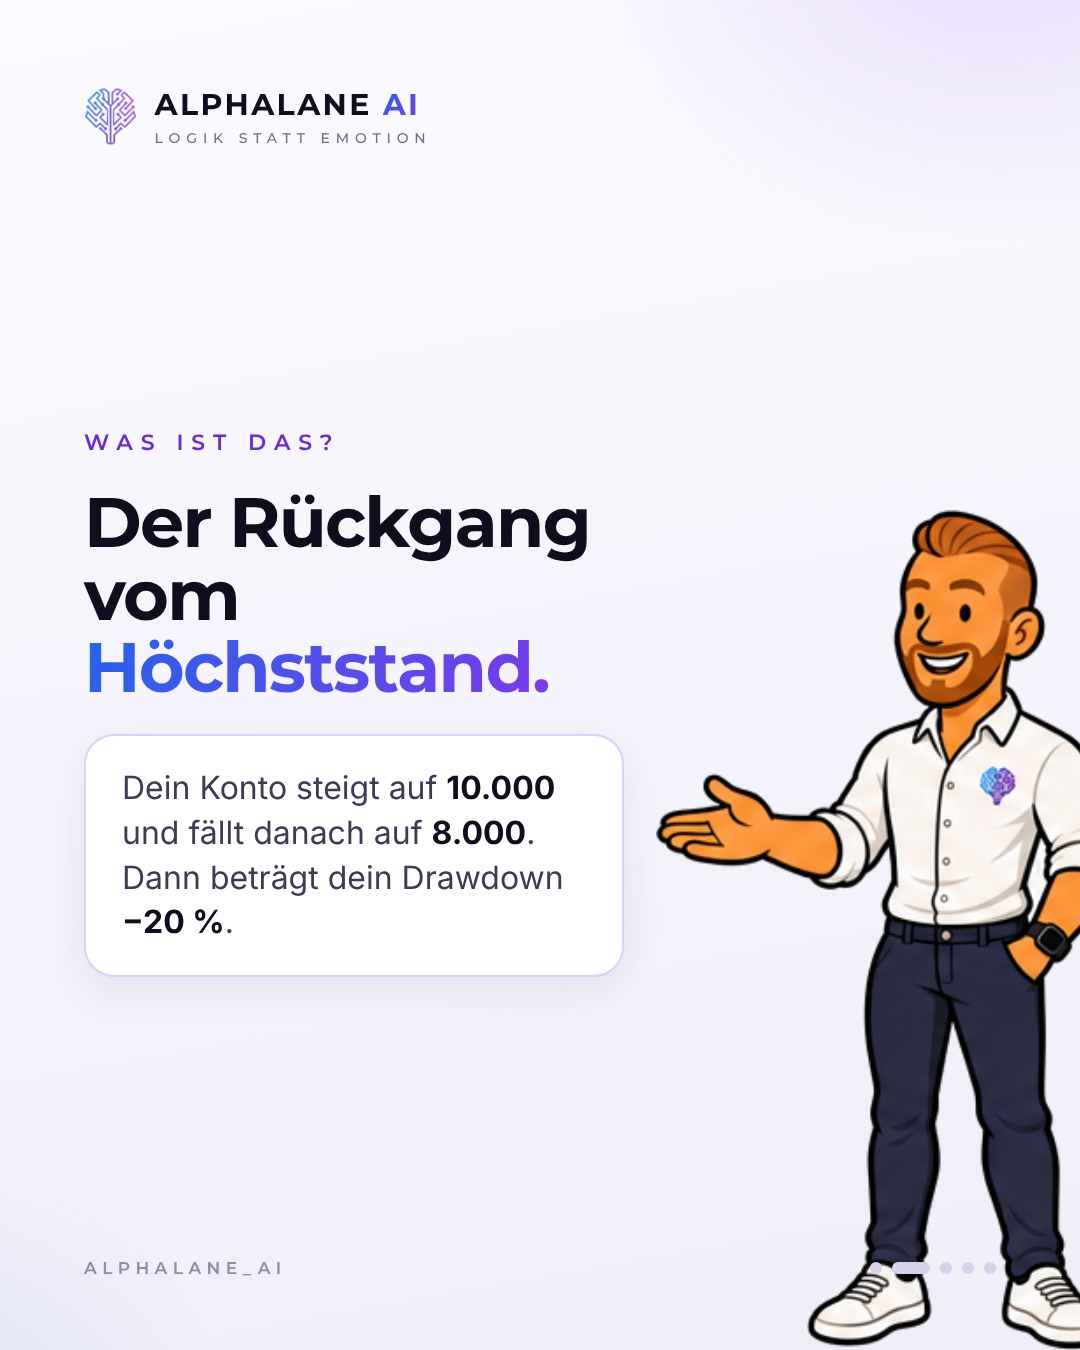 ALPHALANE AI
LOGIK STATT EMOTION
WAS IST DAS?
Der Rückgang
vom
Höchststand.
Dein Konto steigt auf 10.000
und fällt danach auf 8.000.
Dann beträgt dein Drawdown
−20 %.
ALPHALANE_AI